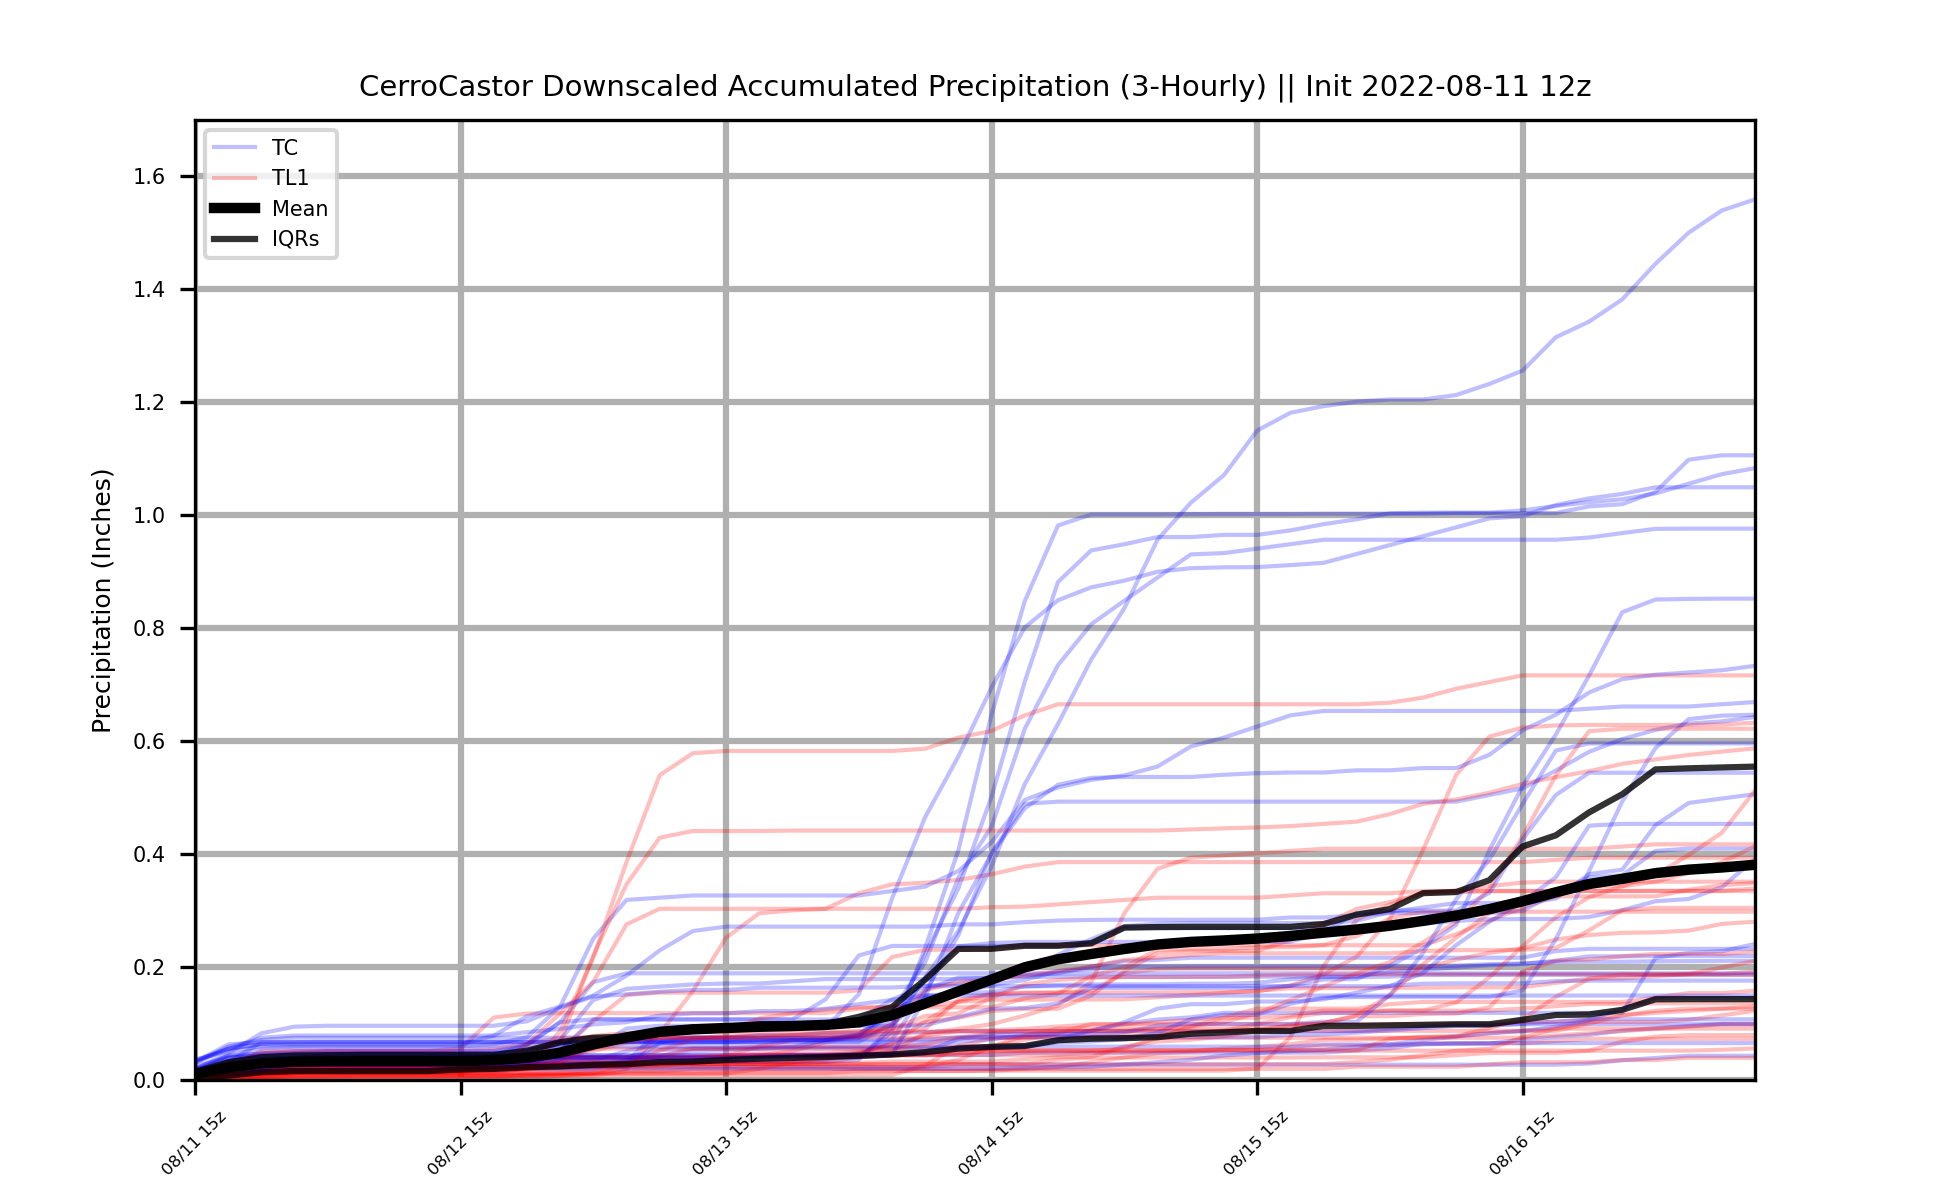 CerroCastor Downscaled Accumulated Precipitation (3-Hourly) || Init 2022-08-11 12z
TC
TL1
Mean
IQRs
Precipitation (Inches)
1.6
1.4
1.2
1.0
0.8
0.6
0.4
0.2
0.0
08/11 15z
08/12 15z
08/13 15z
08/14 15z
08/15 15z
08/16 15z